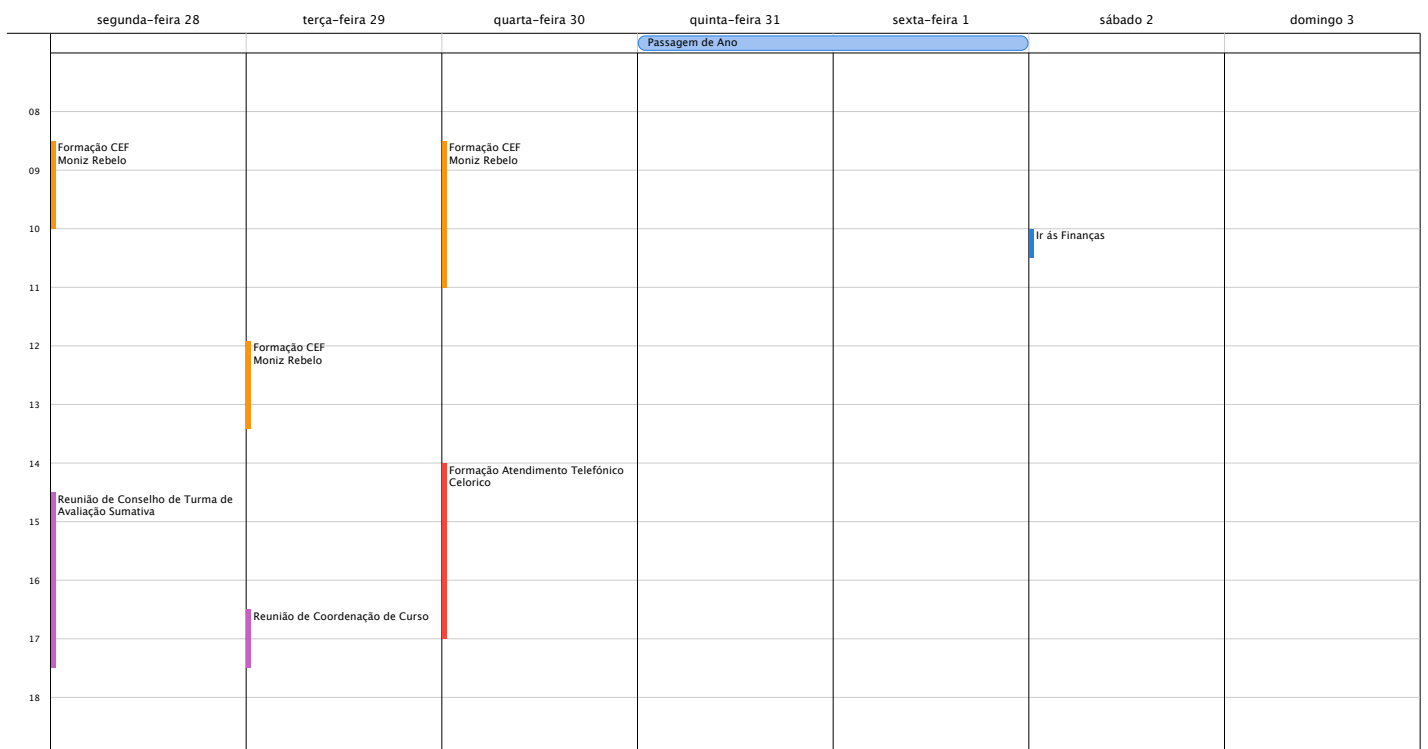 segunda-feira 28
terça-feira 29
quarta-feira 30
quinta-feira 31
sexta-feira 1
sábado 2
domingo 3
Passagem de Ano
08
Formação CEF
Moniz Rebelo
Formação CEF
Moniz Rebelo
09
10
Ir ás Finanças
11
12
Formação CEF
Moniz Rebelo
13
14
Formação Atendimento Telefónico
Celorico
Reunião de Conselho de Turma de
Avaliação Sumativa
15
16
Reunião de Coordenação de Curso
17
18